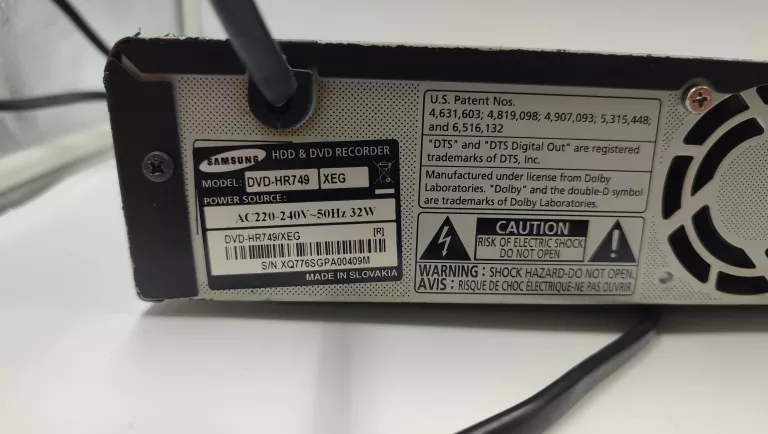 SAMSUNG HDD & DVD RECORDER
MODEL: DVD-HR749 XEG
POWER SOURCE:
AC220-240V~50Hz 32W
DVD-HR749/XEG [R]
S/N:XQ776SGPA00409M
MADE IN SLOVAKIA
U.S. Patent Nos.
4,631,603; 4,819,098; 4,907,093; 5,315,448;
and 6,516,132
"DTS" and "DTS Digital Out" are registered
trademarks of DTS, Inc.
Manufactured under license from Dolby
Laboratories. "Dolby" and the double-D symbol
are trademarks of Dolby Laboratories.
CAUTION
RISK OF ELECTRIC SHOCK
DO NOT OPEN
WARNING : SHOCK HAZARD-DO NOT OPEN.
AVIS : RISQUE DE CHOC ÉLECTRIQUE-NE PAS OUVRIR.